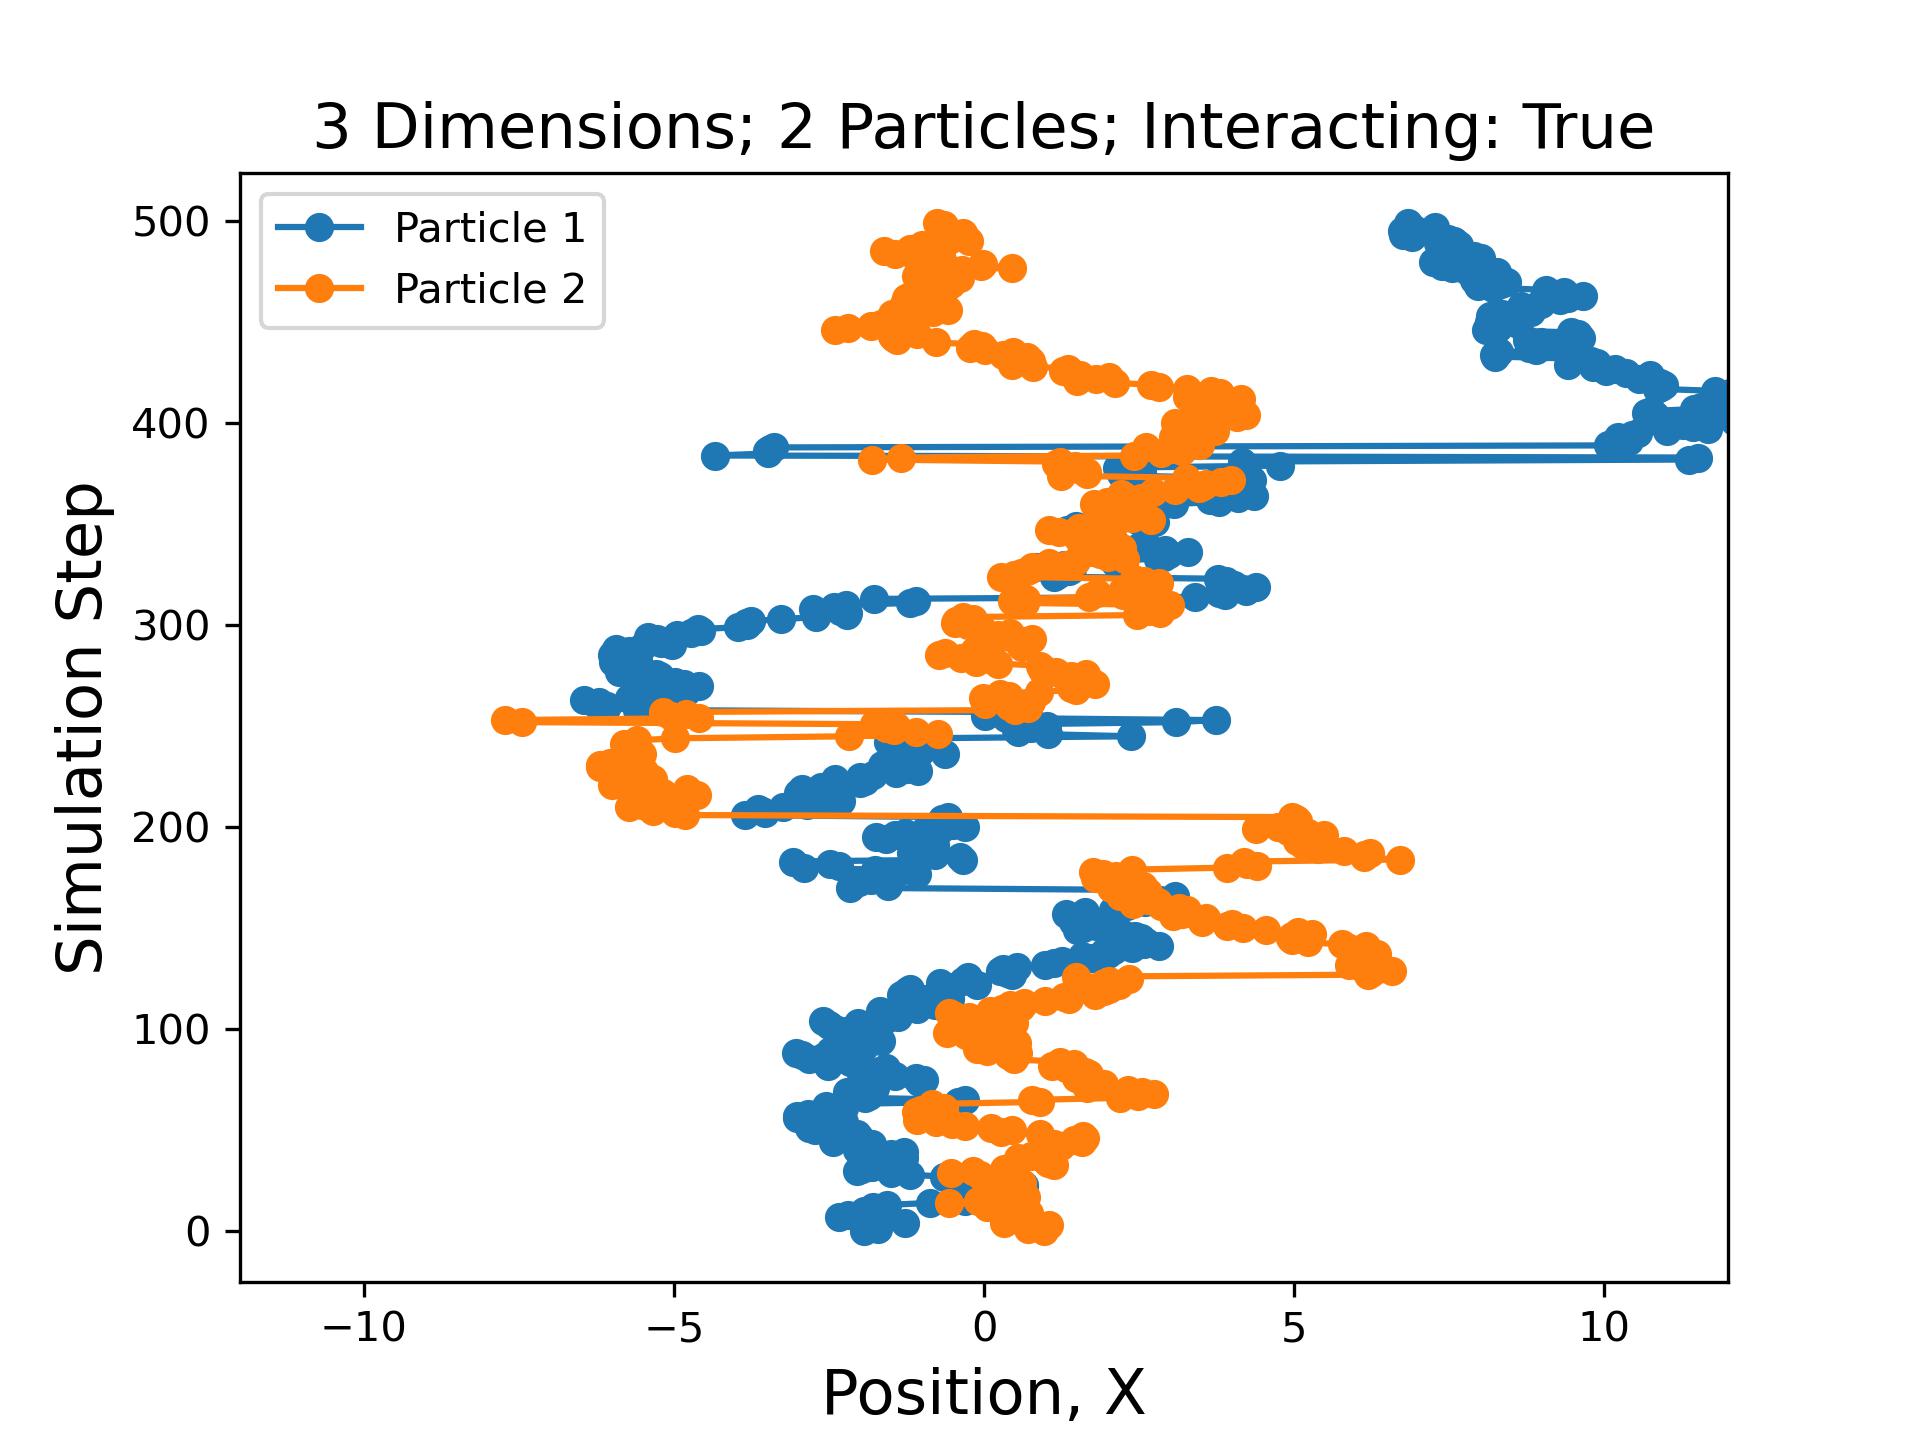 3 Dimensions; 2 Particles; Interacting: True
Particle 1
Particle 2
Simulation Step
500
400
300
200
100
0
−10
−5
0
5
10
Position, X